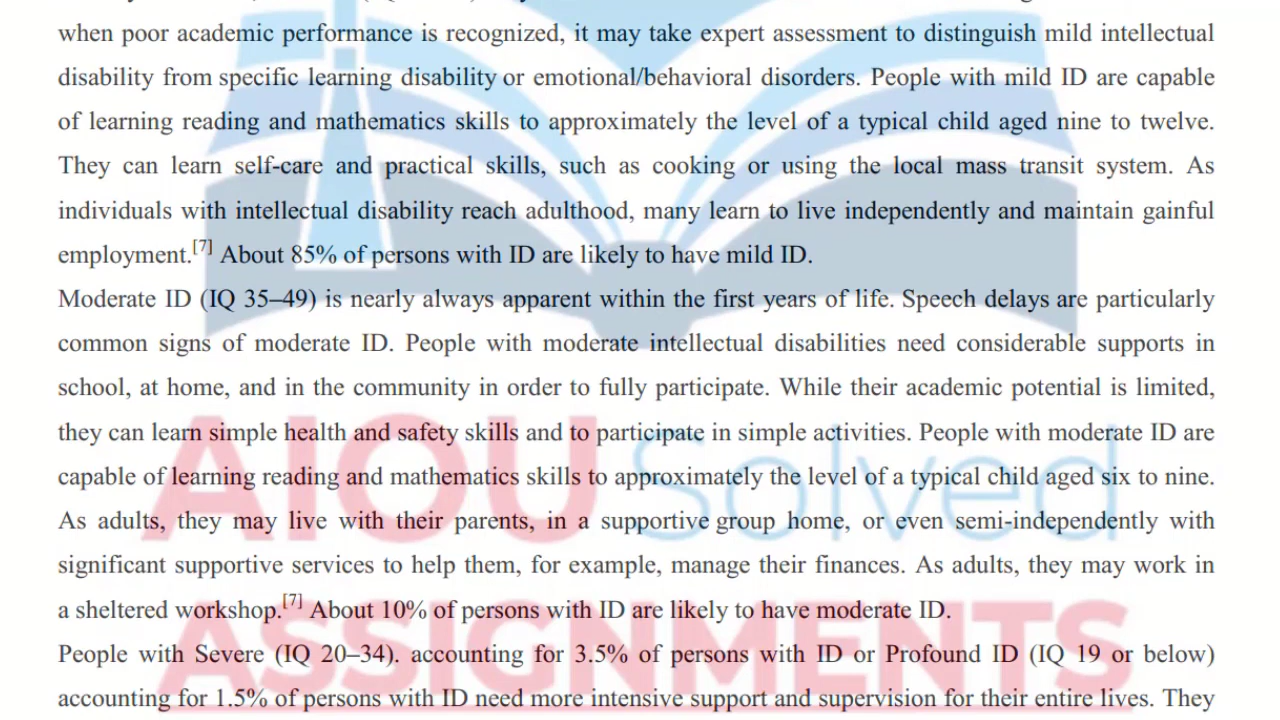 when poor academic performance is recognized, it may take expert assessment to distinguish mild intellectual
disability from specific learning disability or emotional/behavioral disorders. People with mild ID are capable
of learning reading and mathematics skills to approximately the level of a typical child aged nine to twelve.
They can learn self-care and practical skills, such as cooking or using the local mass transit system. As
individuals with intellectual disability reach adulthood, many learn to live independently and maintain gainful
employment.[7] About 85% of persons with ID are likely to have mild ID.
Moderate ID (IQ 35–49) is nearly always apparent within the first years of life. Speech delays are particularly
common signs of moderate ID. People with moderate intellectual disabilities need considerable supports in
school, at home, and in the community in order to fully participate. While their academic potential is limited,
they can learn simple health and safety skills and to participate in simple activities. People with moderate ID are
capable of learning reading and mathematics skills to approximately the level of a typical child aged six to nine.
As adults, they may live with their parents, in a supportive group home, or even semi-independently with
significant supportive services to help them, for example, manage their finances. As adults, they may work in
a sheltered workshop.[7] About 10% of persons with ID are likely to have moderate ID.
People with Severe (IQ 20–34). accounting for 3.5% of persons with ID or Profound ID (IQ 19 or below)
accounting for 1.5% of persons with ID need more intensive support and supervision for their entire lives. They
AIOU Solved
ASSIGNMENTS